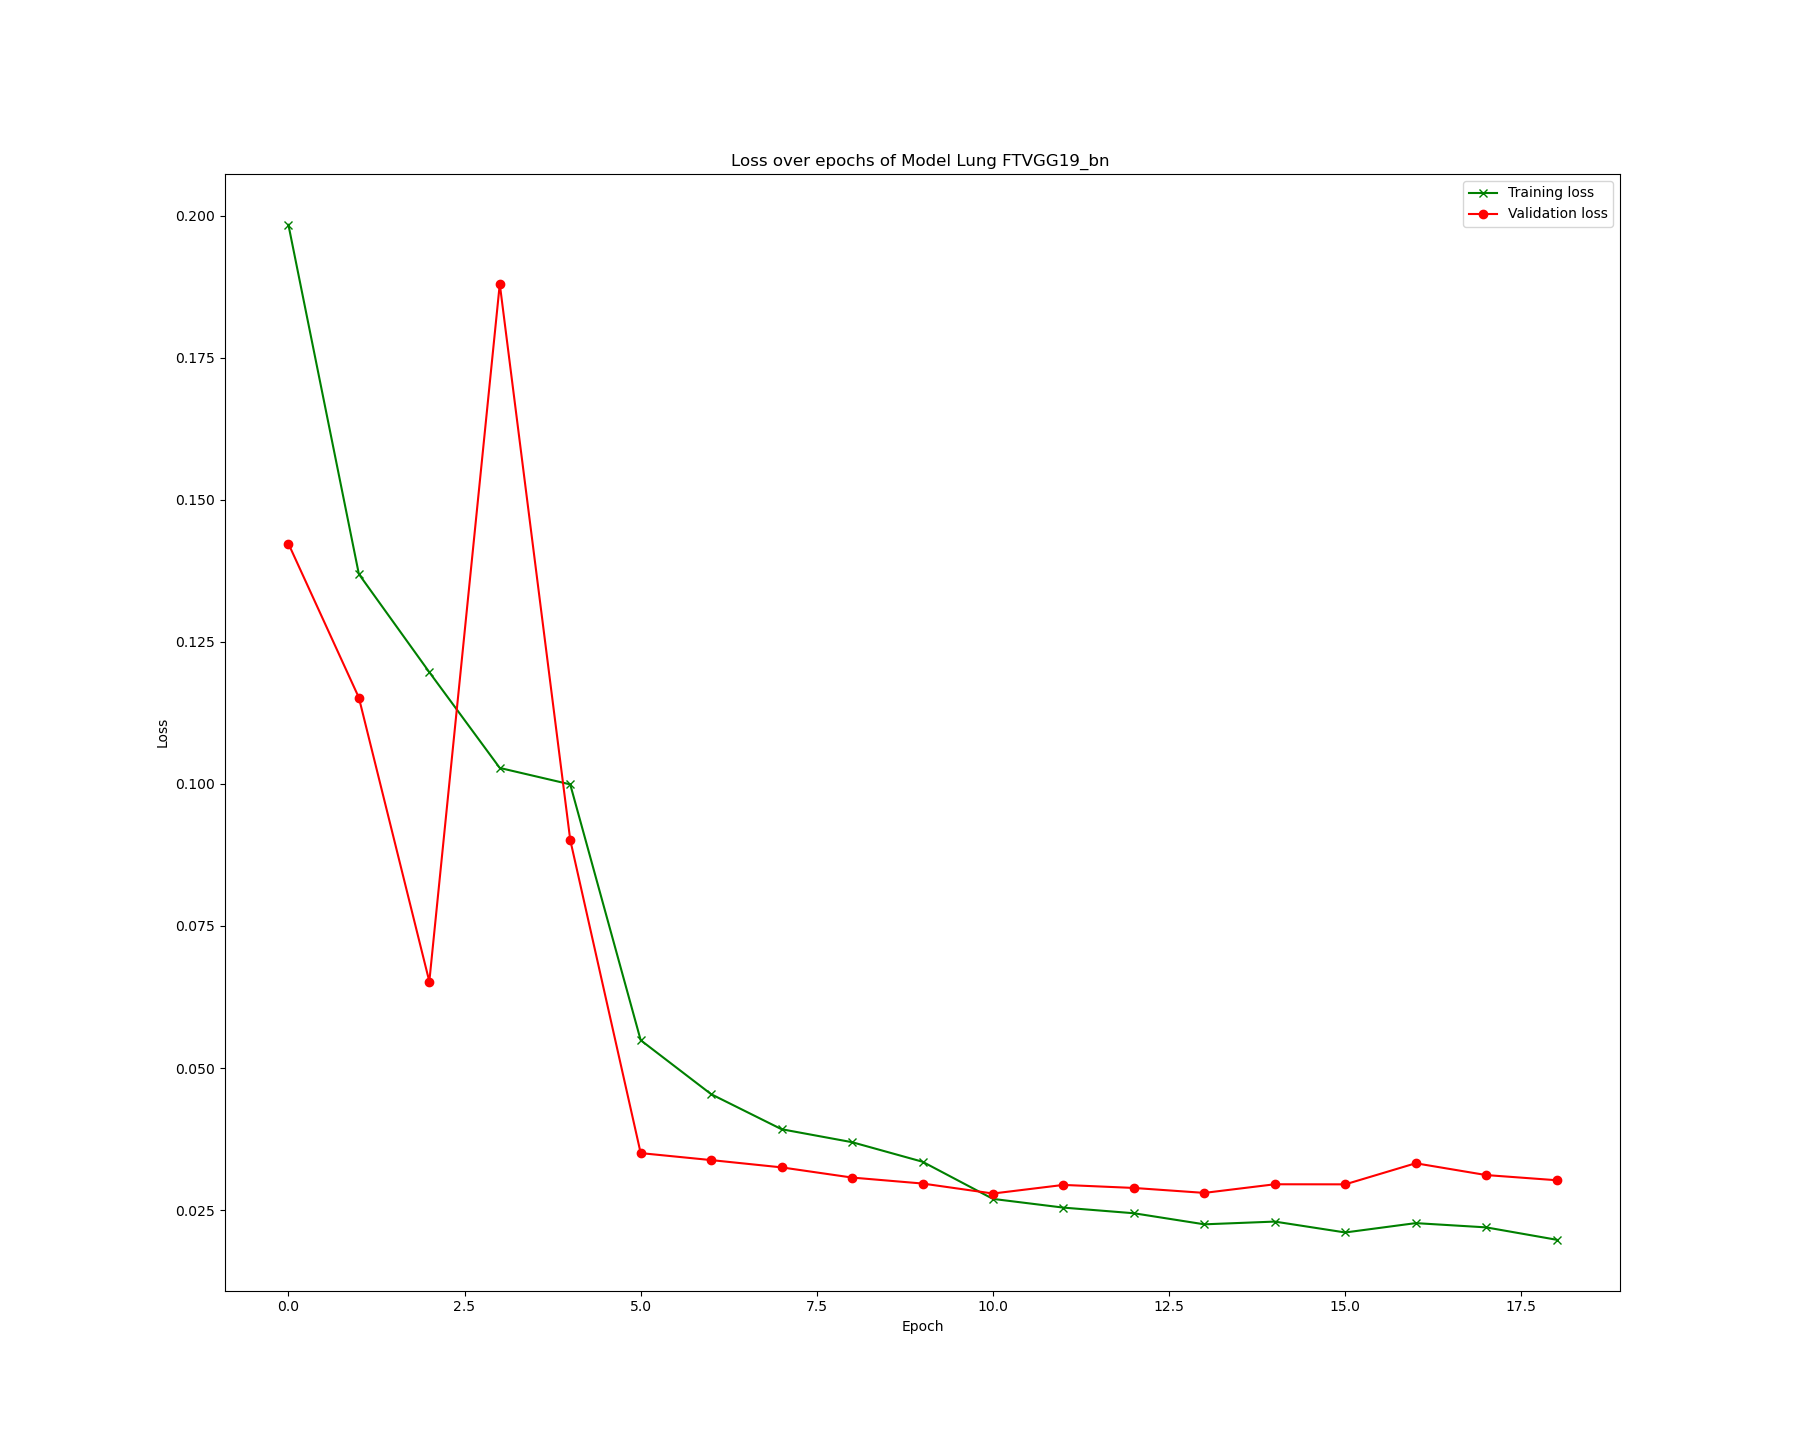 Loss over epochs of Model Lung FTVGG19_bn
Training loss
Validation loss
0.200
0.175
0.150
0.125
0.100
0.075
0.050
0.025
Loss
0.0 2.5 5.0 7.5 10.0 12.5 15.0 17.5
Epoch